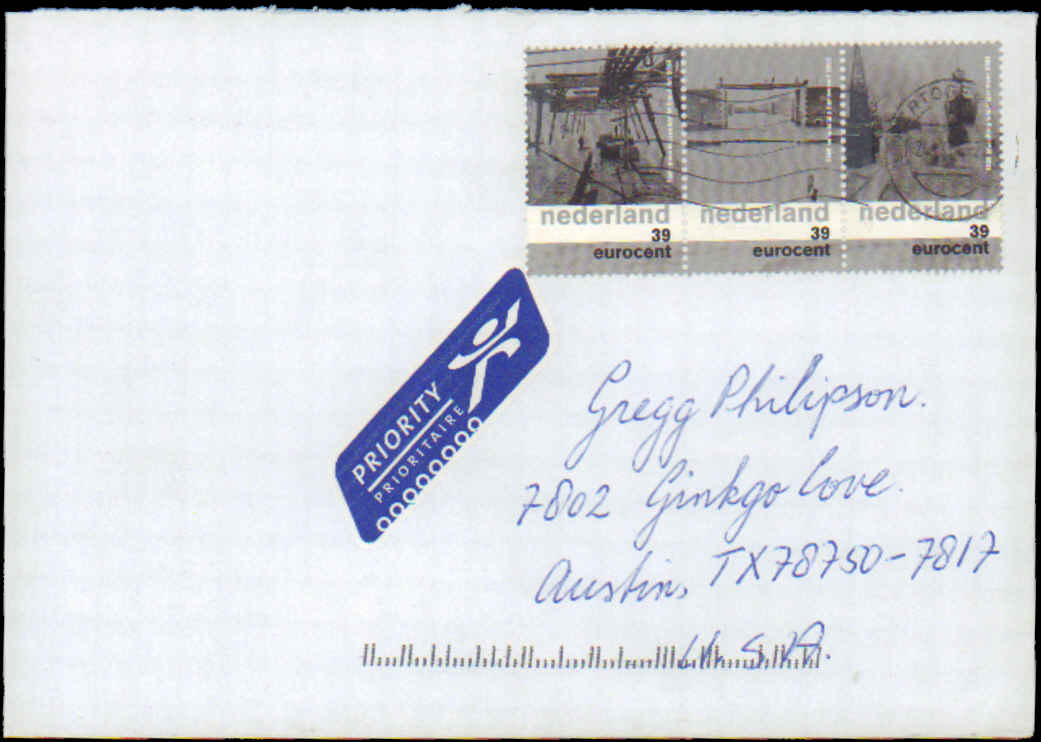 nederland nederland nederland
39 39 39
eurocent eurocent eurocent
PRIORITY
PRIORITAIRE
Gregg Philipson.
7802 Ginkgo Cove.
Austin, TX 78750-7817
U.S.A.